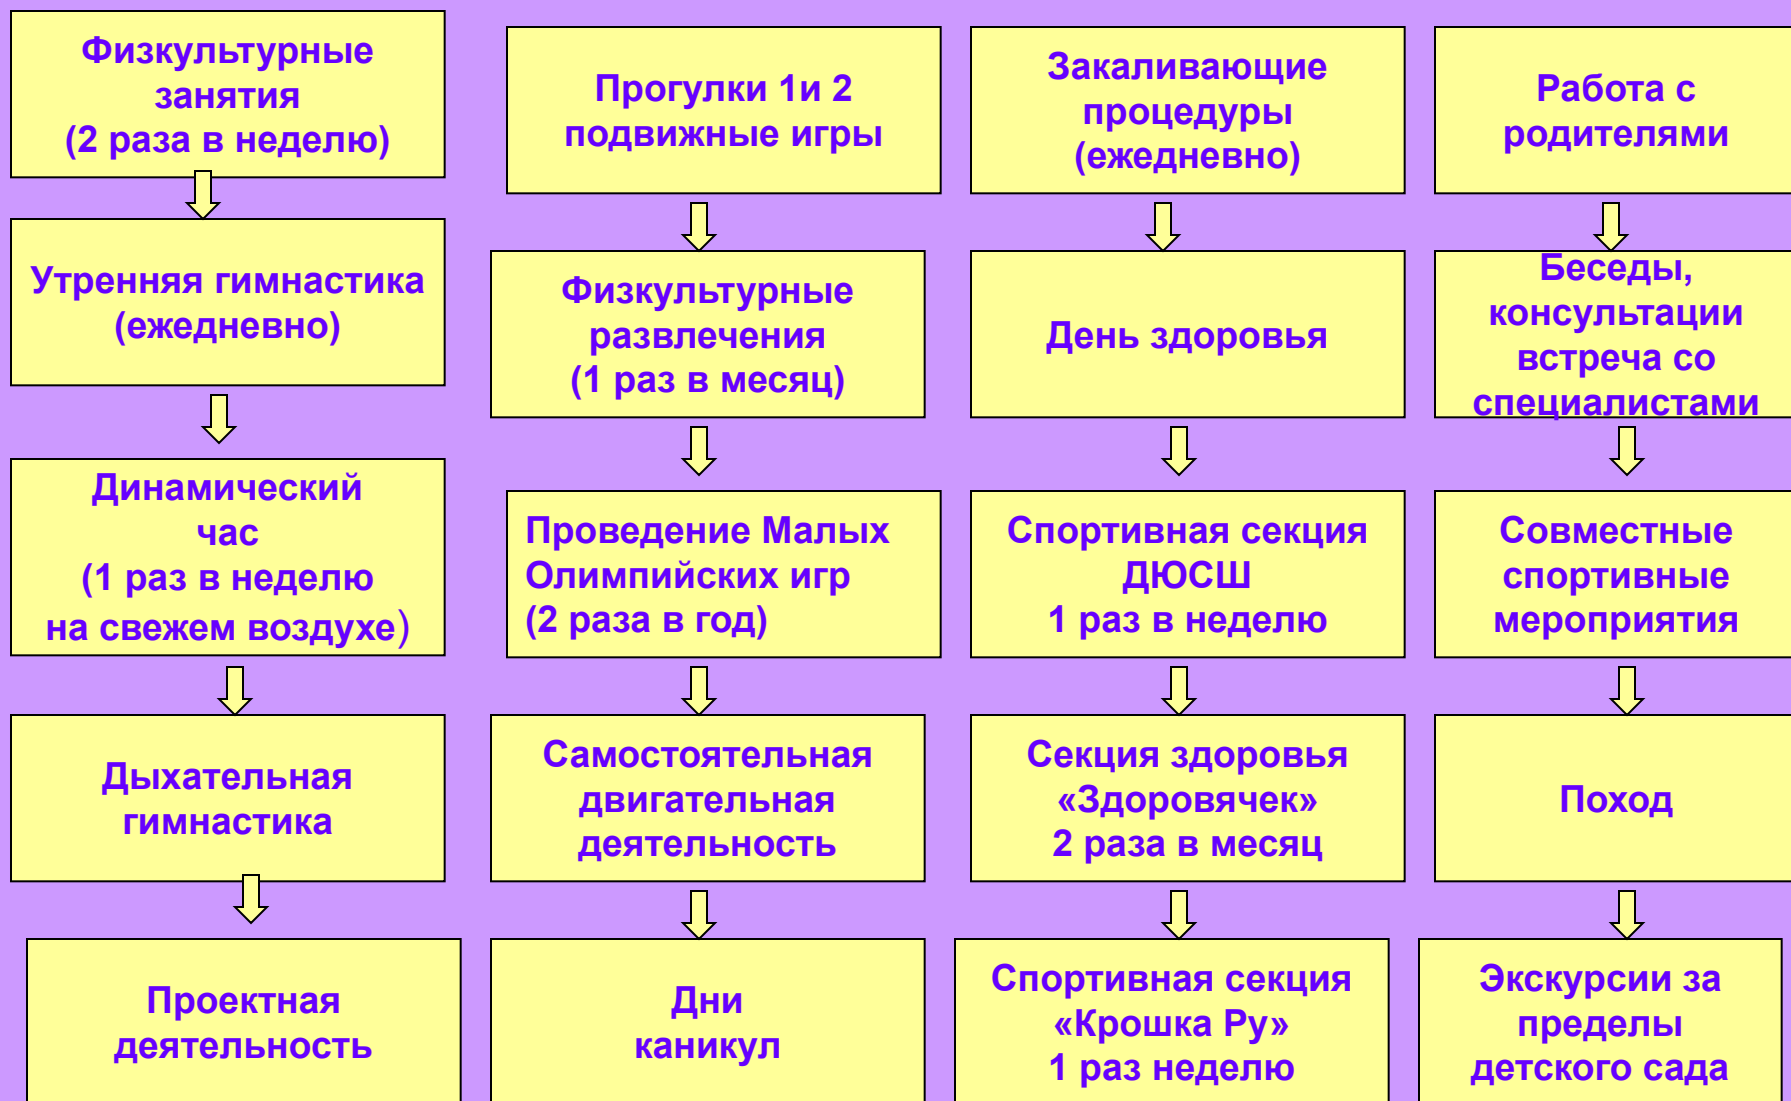 Физкультурные
занятия
(2 раза в неделю)
Утренняя гимнастика
(ежедневно)
Динамический
час
(1 раз в неделю
на свежем воздухе)
Дыхательная
гимнастика
Проектная
деятельность
Прогулки 1и 2
подвижные игры
Физкультурные
развлечения
(1 раз в месяц)
Проведение Малых
Олимпийских игр
(2 раза в год)
Самостоятельная
двигательная
деятельность
Дни
каникул
Закаливающие
процедуры
(ежедневно)
День здоровья
Спортивная секция
ДЮСШ
1 раз в неделю
Секция здоровья
«Здоровячек»
2 раза в месяц
Спортивная секция
«Крошка Ру»
1 раз неделю
Работа с
родителями
Беседы,
консультации
встреча со
специалистами
Совместные
спортивные
мероприятия
Поход
Экскурсии за
пределы
детского сада